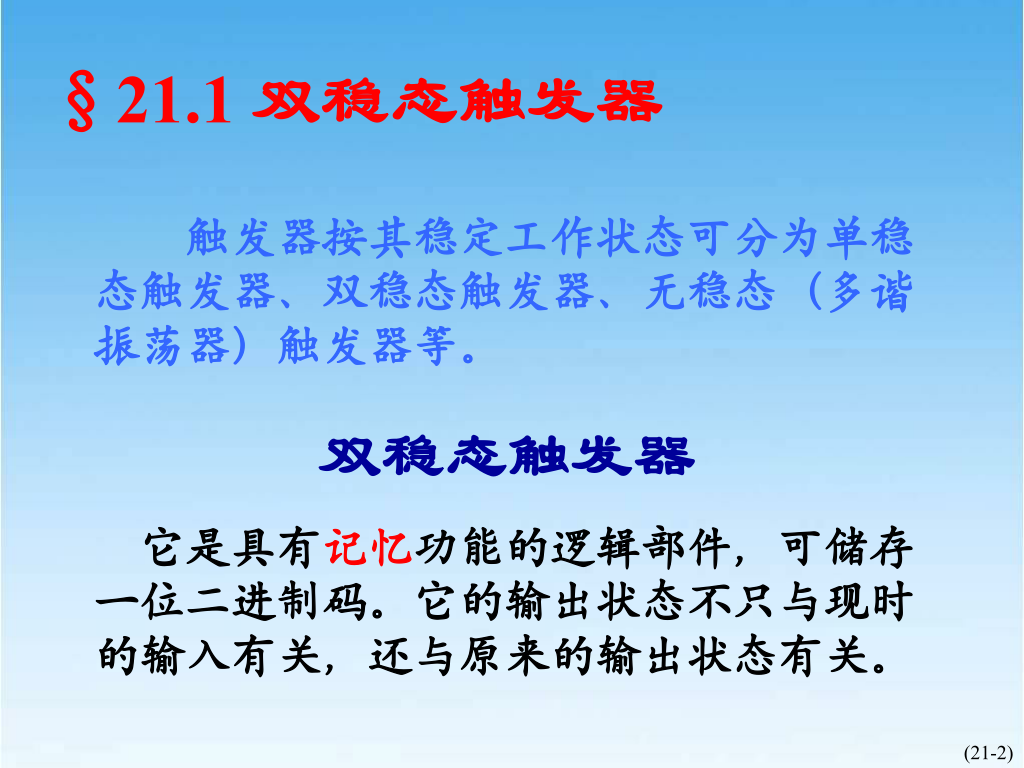 § 21.1 双稳态触发器
触发器按其稳定工作状态可分为单稳
态触发器、双稳态触发器、无稳态（多谐
振荡器）触发器等。
双稳态触发器
它是具有记忆功能的逻辑部件，可储存
一位二进制码。它的输出状态不只与现时
的输入有关，还与原来的输出状态有关。
(21-2)